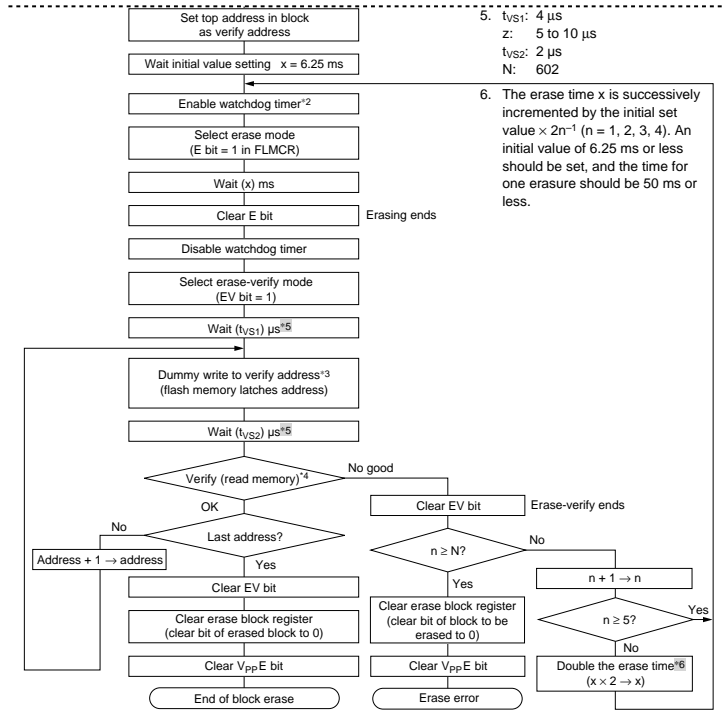 Set top address in block
as verify address
Wait initial value setting x = 6.25 ms
Enable watchdog timer*2
Select erase mode
(E bit = 1 in FLMCR)
Wait (x) ms
Clear E bit
Erasing ends
Disable watchdog timer
Select erase-verify mode
(EV bit = 1)
Wait (tVS1) µs*5
Dummy write to verify address*3
(flash memory latches address)
Wait (tVS2) µs*5
Verify (read memory)*4
No good
OK
Clear EV bit
Erase-verify ends
No
Last address?
Address + 1 → address
Yes
n ≥ N?
No
Yes
n + 1 → n
Clear EV bit
Clear erase block register
(clear bit of erased block to 0)
Clear erase block register
(clear bit of block to be
erased to 0)
n ≥ 5?
Yes
No
Clear VPPE bit
Clear VPPE bit
Double the erase time*6
(x × 2 → x)
End of block erase
Erase error
5. tVS1: 4 µs
z: 5 to 10 µs
tVS2: 2 µs
N: 602
6. The erase time x is successively
incremented by the initial set
value × 2n–1 (n = 1, 2, 3, 4). An
initial value of 6.25 ms or less
should be set, and the time for
one erasure should be 50 ms or
less.